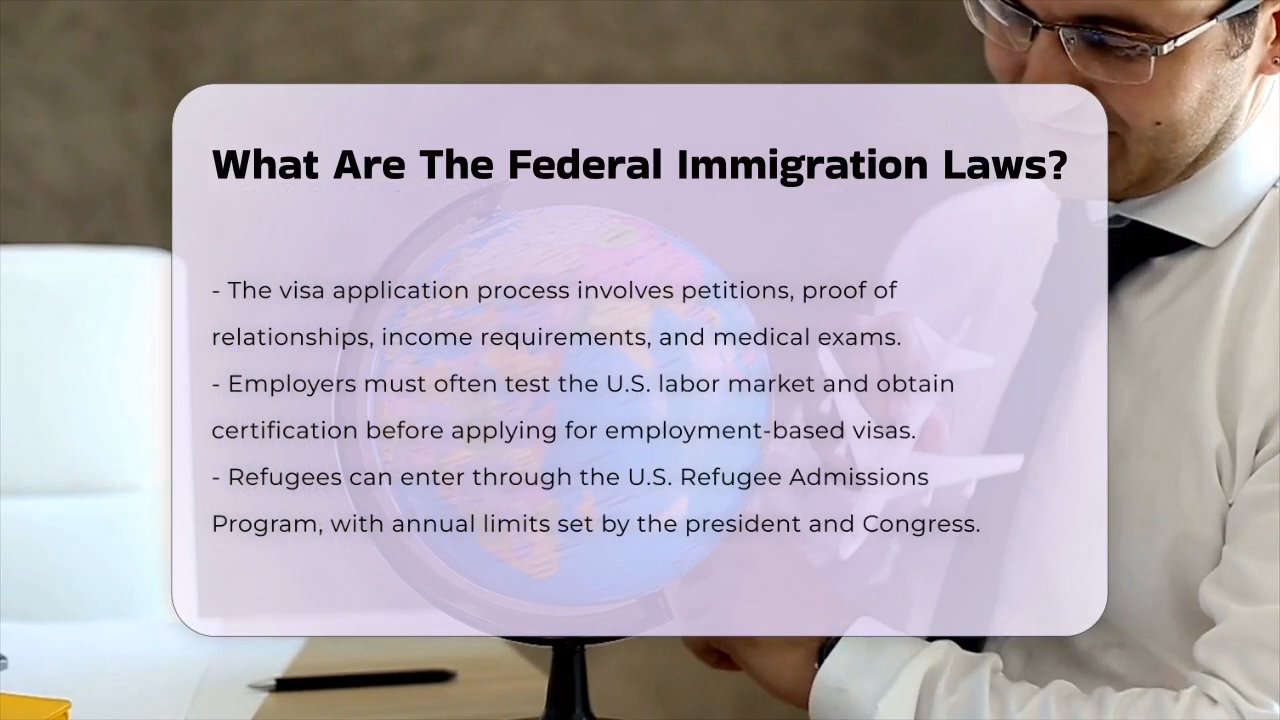 What Are The Federal Immigration Laws?
- The visa application process involves petitions, proof of
relationships, income requirements, and medical exams.
- Employers must often test the U.S. labor market and obtain
certification before applying for employment-based visas.
- Refugees can enter through the U.S. Refugee Admissions
Program, with annual limits set by the president and Congress.